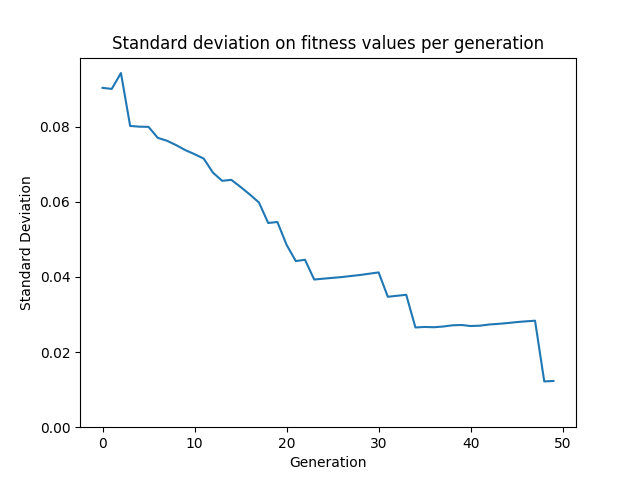 Standard deviation on fitness values per generation
Standard Deviation
0.08
0.06
0.04
0.02
0.00
0 10 20 30 40 50
Generation